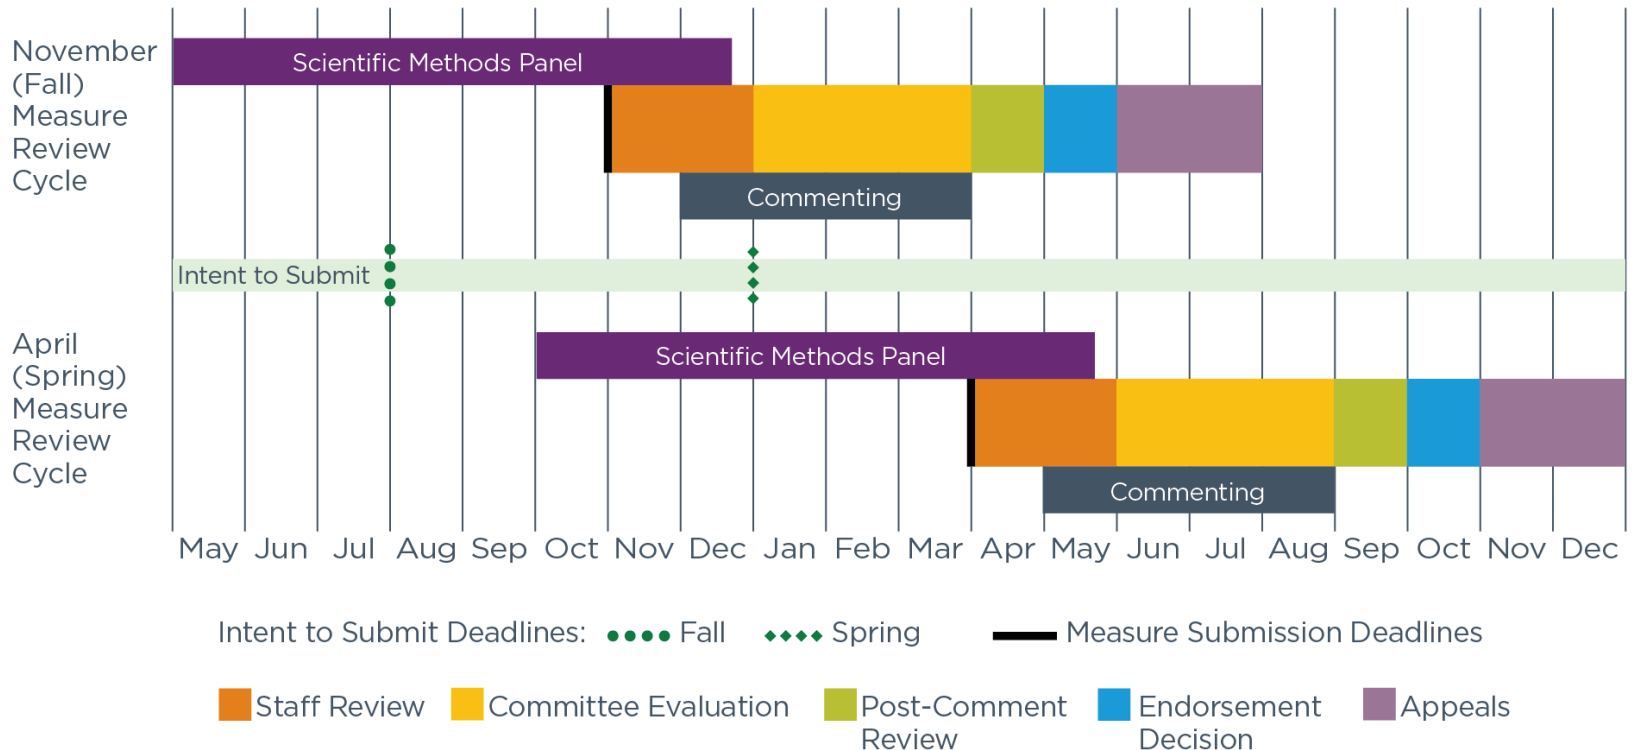 November
(Fall)
Measure
Review
Cycle
Scientific Methods Panel
Commenting
Intent to Submit
April
(Spring)
Measure
Review
Cycle
Scientific Methods Panel
Commenting
May Jun Jul Aug Sep Oct Nov Dec Jan Feb Mar Apr May Jun Jul Aug Sep Oct Nov Dec
Intent to Submit Deadlines: Fall Spring Measure Submission Deadlines
Staff Review Committee Evaluation Post-Comment Endorsement Appeals
Review Decision